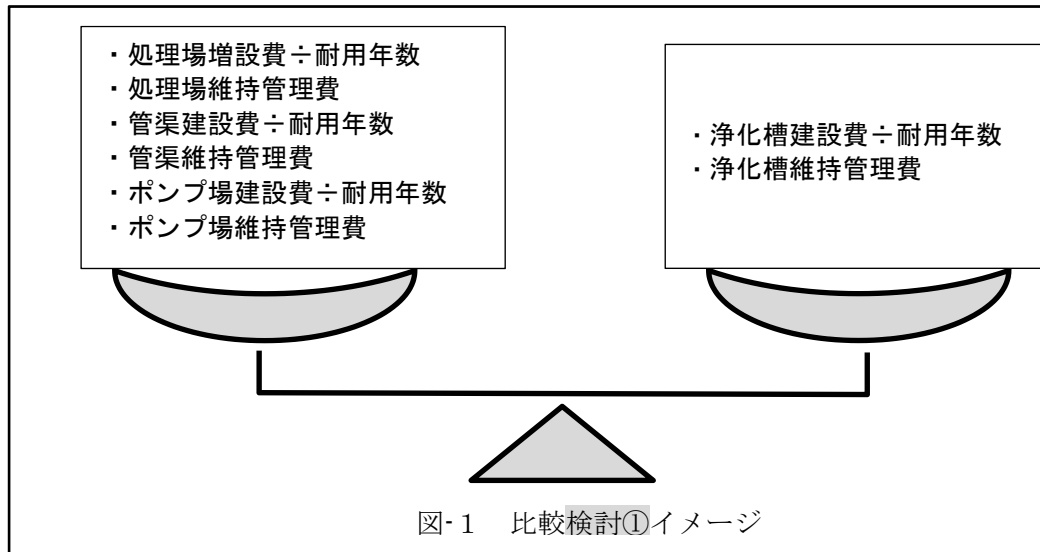 ・処理場増設費÷耐用年数
・処理場維持管理費
・管渠建設費÷耐用年数
・管渠維持管理費
・ポンプ場建設費÷耐用年数
・ポンプ場維持管理費
・浄化槽建設費÷耐用年数
・浄化槽維持管理費
図-１　比較検討①イメージ